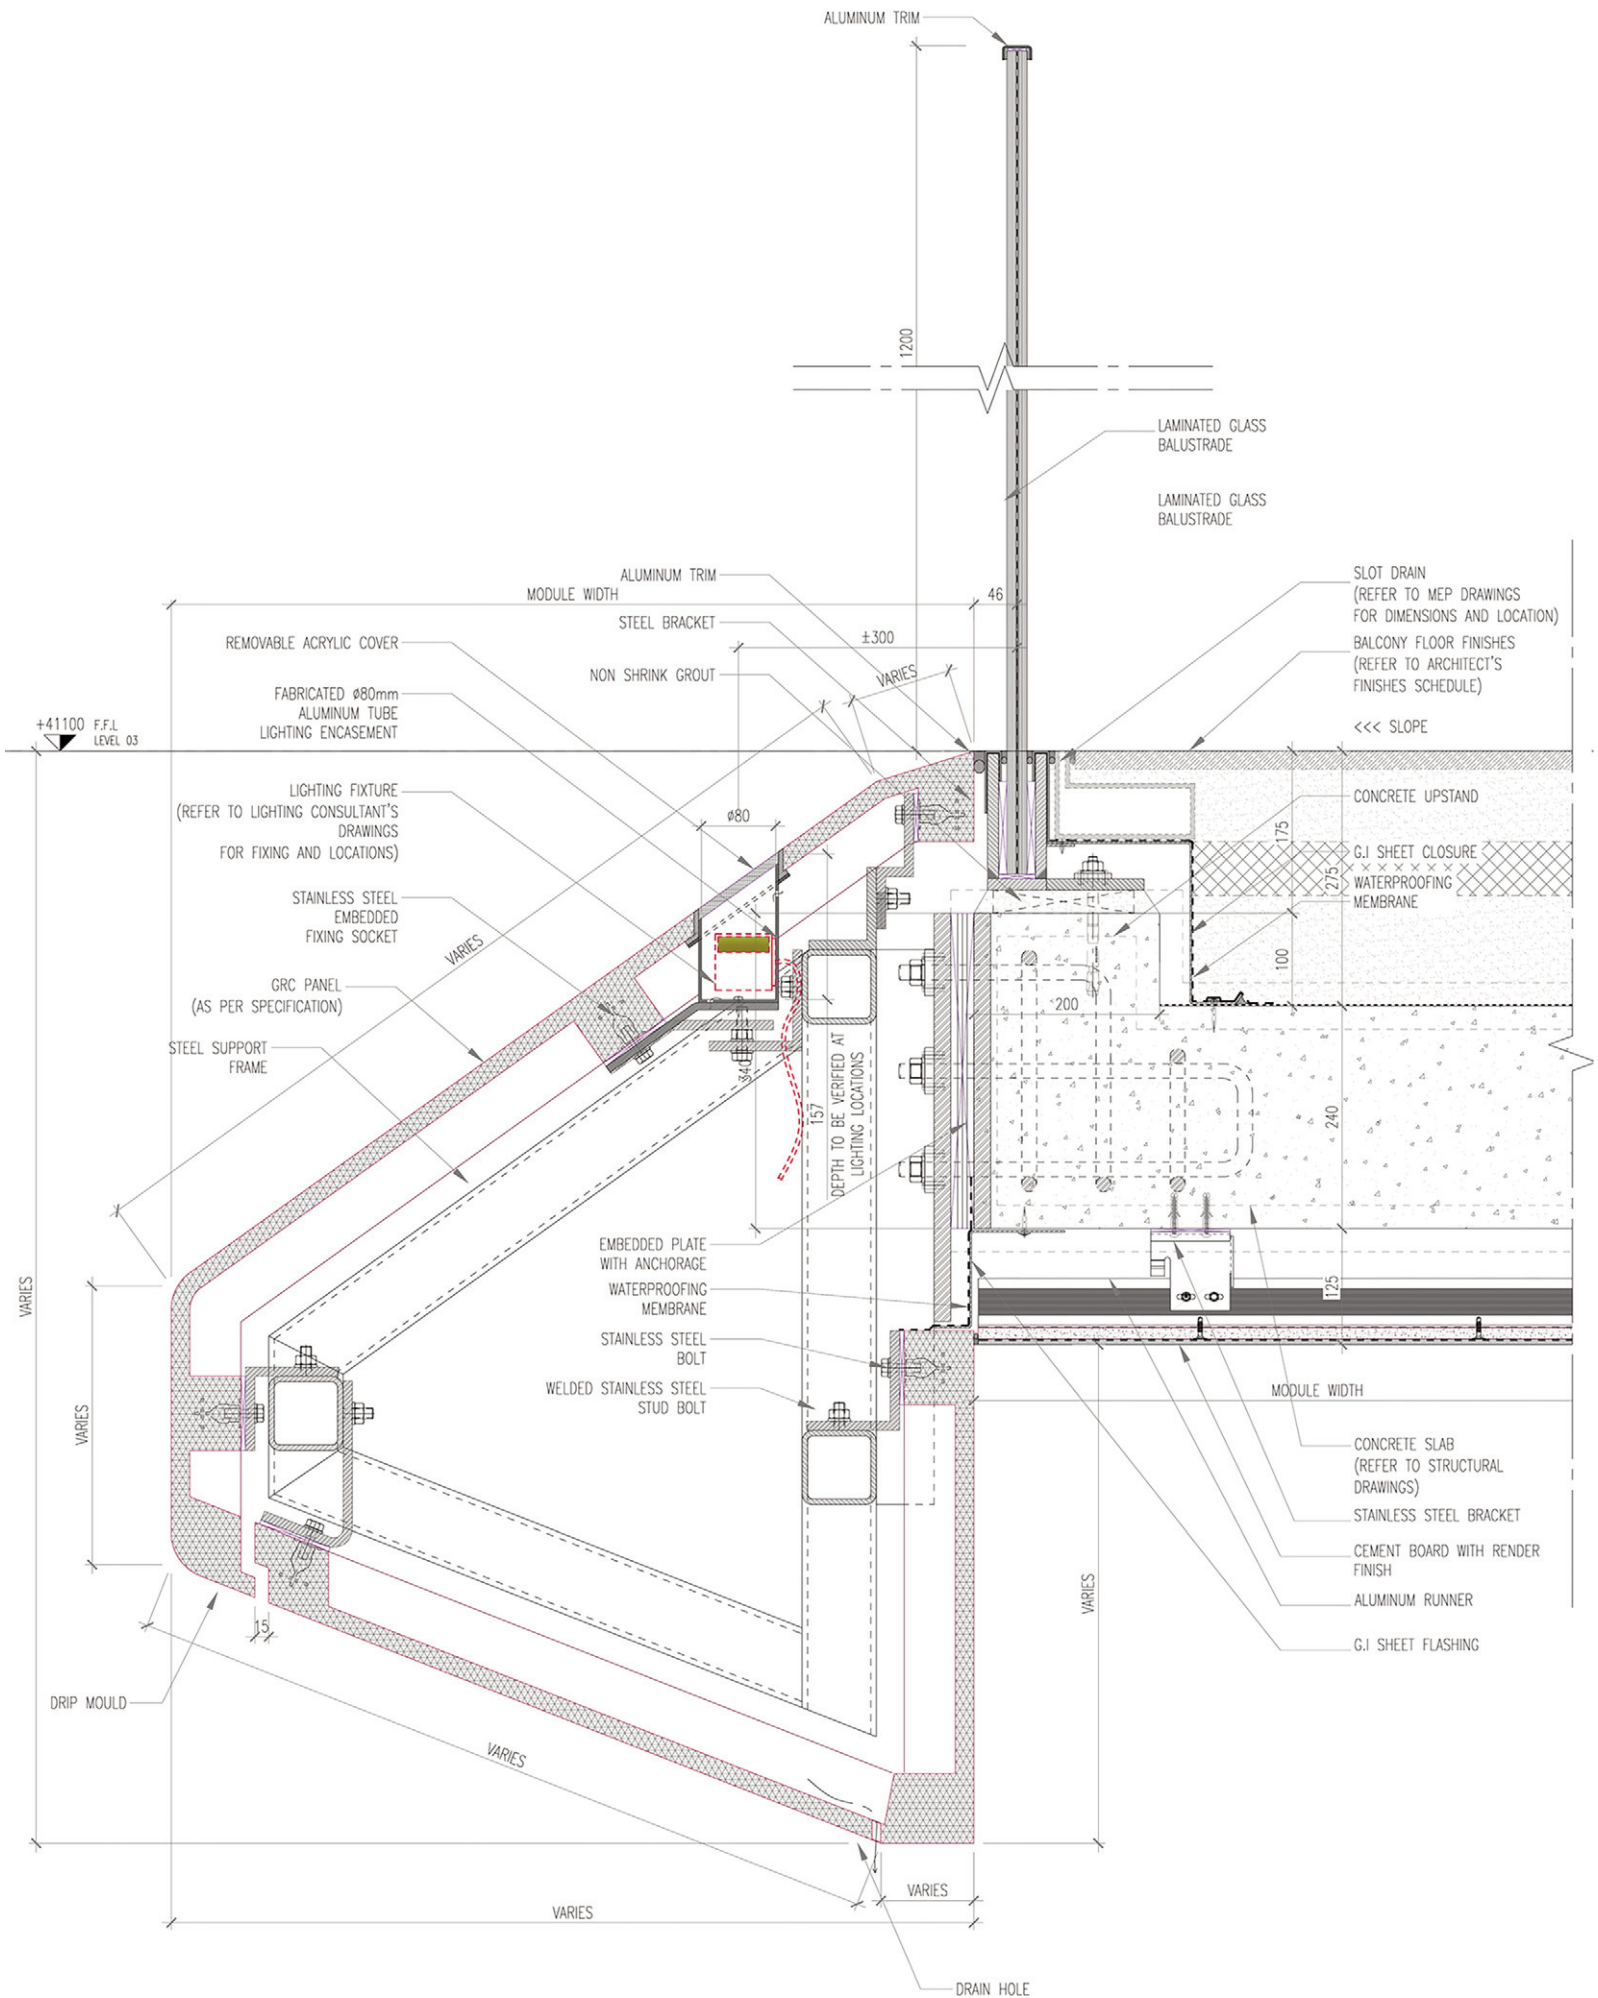 ALUMINUM TRIM
1200
LAMINATED GLASS
BALUSTRADE
LAMINATED GLASS
BALUSTRADE
ALUMINUM TRIM
MODULE WIDTH
46
STEEL BRACKET
±300
REMOVABLE ACRYLIC COVER
NON SHRINK GROUT
VARIES
FABRICATED ø80mm
ALUMINUM TUBE
LIGHTING ENCASEMENT
+41100 F.F.L
LEVEL 03
SLOT DRAIN
(REFER TO MEP DRAWINGS
FOR DIMENSIONS AND LOCATION)
BALCONY FLOOR FINISHES
(REFER TO ARCHITECT'S
FINISHES SCHEDULE)
<<< SLOPE
LIGHTING FIXTURE
(REFER TO LIGHTING CONSULTANT'S
DRAWINGS
FOR FIXING AND LOCATIONS)
ø80
CONCRETE UPSTAND
175
G.I SHEET CLOSURE
275
WATERPROOFING
MEMBRANE
STAINLESS STEEL
EMBEDDED
FIXING SOCKET
VARIES
100
GRC PANEL
(AS PER SPECIFICATION)
200
STEEL SUPPORT
FRAME
340
157
DEPTH TO BE VERIFIED AT
LIGHTING LOCATIONS
240
EMBEDDED PLATE
WITH ANCHORAGE
WATERPROOFING
MEMBRANE
125
STAINLESS STEEL
BOLT
WELDED STAINLESS STEEL
STUD BOLT
VARIES
VARIES
MODULE WIDTH
CONCRETE SLAB
(REFER TO STRUCTURAL
DRAWINGS)
STAINLESS STEEL BRACKET
CEMENT BOARD WITH RENDER
FINISH
ALUMINUM RUNNER
G.I SHEET FLASHING
VARIES
15
DRIP MOULD
VARIES
VARIES
VARIES
DRAIN HOLE